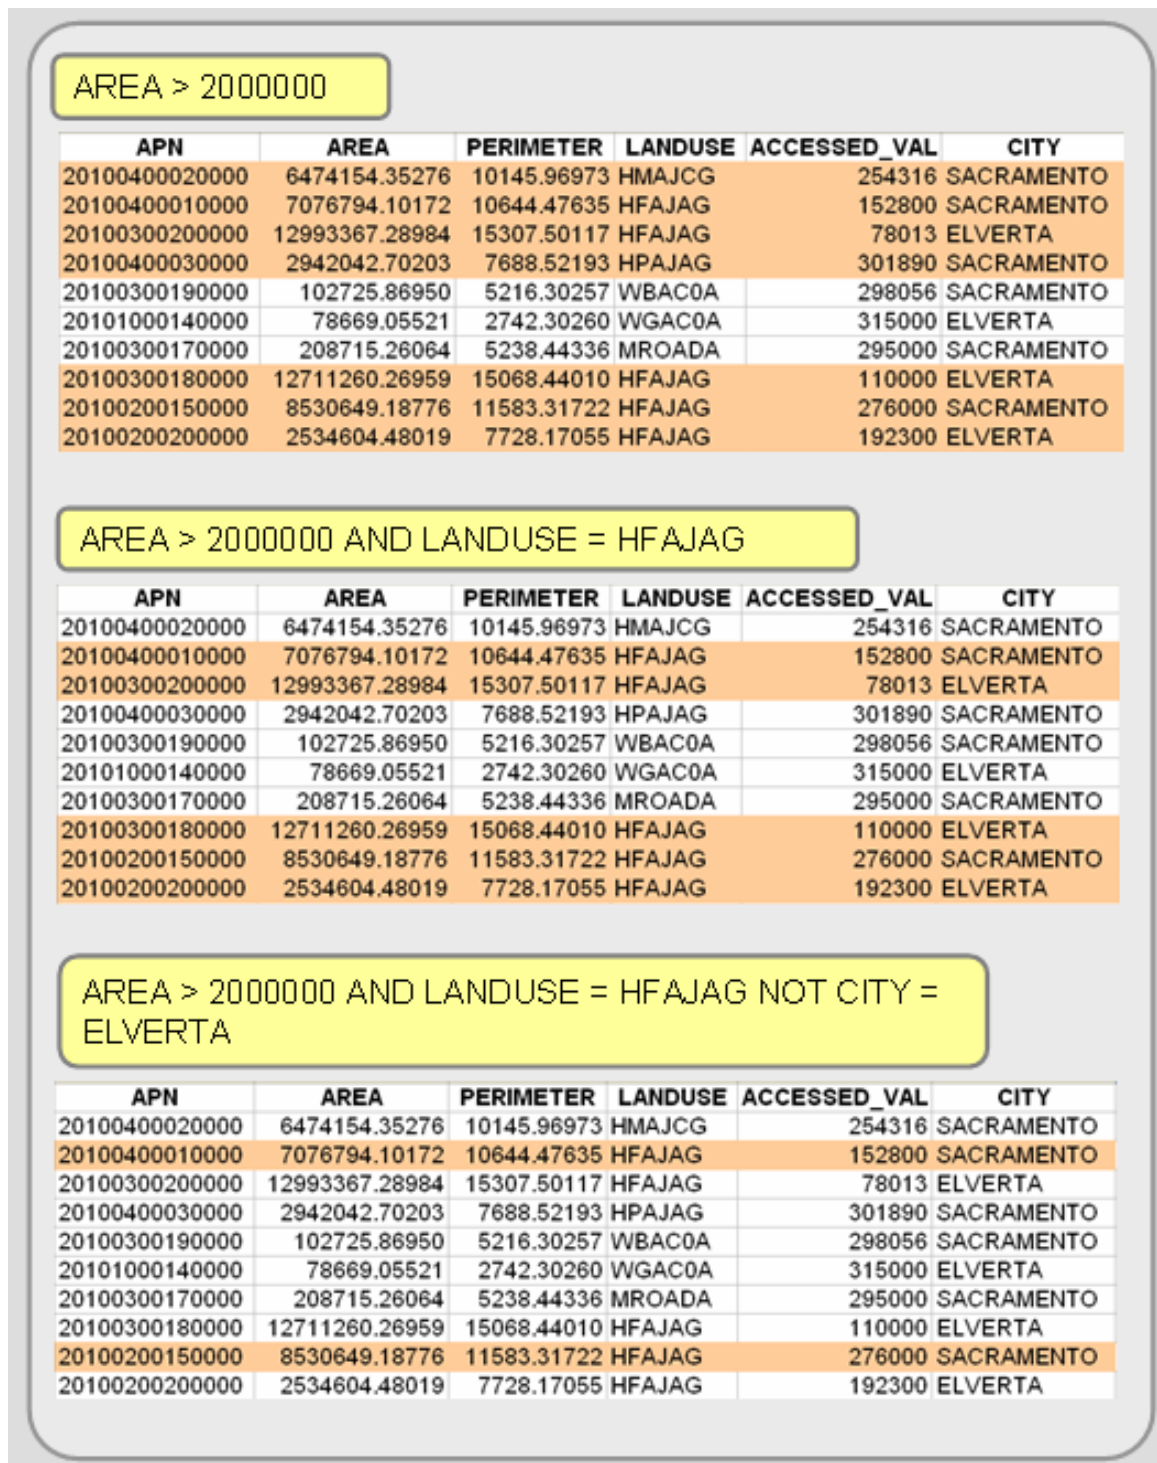 AREA > 2000000
APN AREA PERIMETER LANDUSE ACCESSED_VAL CITY
20100400020000 6474154.35276 10145.96973 HMAJCG 254316 SACRAMENTO
20100400010000 7076794.10172 10644.47635 HFAJAG 152800 SACRAMENTO
20100300200000 12993367.28984 15307.50117 HFAJAG 78013 ELVERTA
20100400030000 2942042.70203 7688.52193 HPAJAG 301890 SACRAMENTO
20100300190000 102725.86950 5216.30257 WBAC0A 298056 SACRAMENTO
20101000140000 78669.05521 2742.30260 WGAC0A 315000 ELVERTA
20100300170000 208715.26064 5238.44336 MROADA 295000 SACRAMENTO
20100300180000 12711260.26959 15068.44010 HFAJAG 110000 ELVERTA
20100200150000 8530649.18776 11583.31722 HFAJAG 276000 SACRAMENTO
20100200200000 2534604.48019 7728.17055 HFAJAG 192300 ELVERTA
AREA > 2000000 AND LANDUSE = HFAJAG
APN AREA PERIMETER LANDUSE ACCESSED_VAL CITY
20100400020000 6474154.35276 10145.96973 HMAJCG 254316 SACRAMENTO
20100400010000 7076794.10172 10644.47635 HFAJAG 152800 SACRAMENTO
20100300200000 12993367.28984 15307.50117 HFAJAG 78013 ELVERTA
20100400030000 2942042.70203 7688.52193 HPAJAG 301890 SACRAMENTO
20100300190000 102725.86950 5216.30257 WBAC0A 298056 SACRAMENTO
20101000140000 78669.05521 2742.30260 WGAC0A 315000 ELVERTA
20100300170000 208715.26064 5238.44336 MROADA 295000 SACRAMENTO
20100300180000 12711260.26959 15068.44010 HFAJAG 110000 ELVERTA
20100200150000 8530649.18776 11583.31722 HFAJAG 276000 SACRAMENTO
20100200200000 2534604.48019 7728.17055 HFAJAG 192300 ELVERTA
AREA > 2000000 AND LANDUSE = HFAJAG NOT CITY =
ELVERTA
APN AREA PERIMETER LANDUSE ACCESSED_VAL CITY
20100400020000 6474154.35276 10145.96973 HMAJCG 254316 SACRAMENTO
20100400010000 7076794.10172 10644.47635 HFAJAG 152800 SACRAMENTO
20100300200000 12993367.28984 15307.50117 HFAJAG 78013 ELVERTA
20100400030000 2942042.70203 7688.52193 HPAJAG 301890 SACRAMENTO
20100300190000 102725.86950 5216.30257 WBAC0A 298056 SACRAMENTO
20101000140000 78669.05521 2742.30260 WGAC0A 315000 ELVERTA
20100300170000 208715.26064 5238.44336 MROADA 295000 SACRAMENTO
20100300180000 12711260.26959 15068.44010 HFAJAG 110000 ELVERTA
20100200150000 8530649.18776 11583.31722 HFAJAG 276000 SACRAMENTO
20100200200000 2534604.48019 7728.17055 HFAJAG 192300 ELVERTA